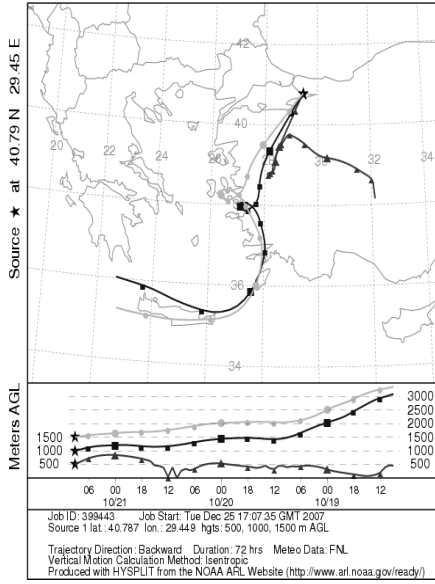 Source ★ at 40.79 N 29.45 E
42
40
20 22 24 26 28 32 34
36
34
Meters AGL
1500
1000
500
3000
2500
2000
1500
1000
500
06 00 18 12 06 00 18 12 06 00 18 12
10/21 10/20 10/19
Job ID: 399443 Job Start: Tue Dec 25 17:07:35 GMT 2007
Source 1 lat.: 40.787 lon.: 29.449 hgts: 500, 1000, 1500 m AGL
Trajectory Direction: Backward Duration: 72 hrs Meteo Data: FNL
Vertical Motion Calculation Method: Isentropic
Produced with HYSPLIT from the NOAA ARL Website (http://www.arl.noaa.gov/ready/)